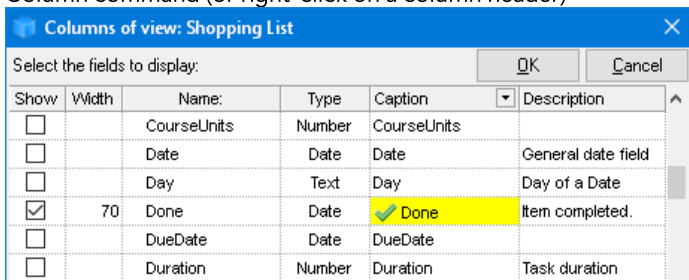 Column command (or right-click on a column header)
Columns of view: Shopping List
Select the fields to display: OK Cancel
Show Width Name: Type Caption Description
CourseUnits Number CourseUnits
Date Date Date General date field
Day Text Day Day of a Date
70 Done Date Done Item completed.
DueDate Date DueDate
Duration Number Duration Task duration